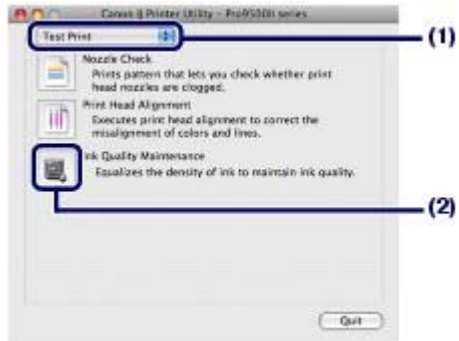 Canon IJ Printer Utility - Pro9500II series
Test Print
(1)
Nozzle Check
Prints pattern that lets you check whether print
head nozzles are clogged.
Print Head Alignment
Executes print head alignment to correct the
misalignment of colors and lines.
Ink Quality Maintenance
Equalizes the density of ink to maintain ink quality.
(2)
Quit